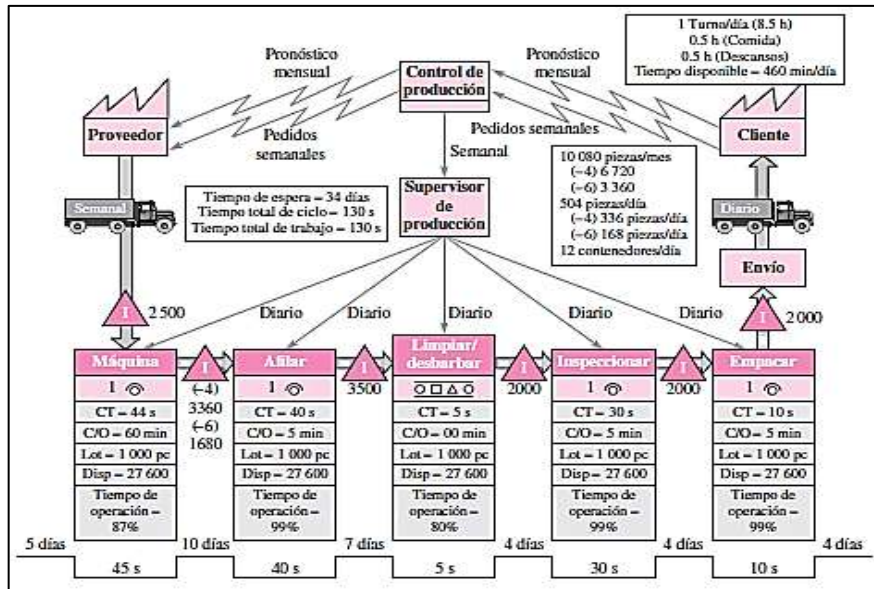 1 Turno/día (8.5 h)
0.5 h (Comida)
0.5 h (Descansos)
Tiempo disponible = 460 min/día
Pronóstico
mensual
Control de
producción
Pronóstico
mensual
Proveedor
Pedidos
semanales
Pedidos semanales
Cliente
Semanal
10 080 piezas/mes
(–4) 6 720
(–6) 3 360
504 piezas/día
(–4) 336 piezas/día
(–6) 168 piezas/día
12 contenedores/día
Semanal
Tiempo de espera = 34 días
Tiempo total de ciclo = 130 s
Tiempo total de trabajo = 130 s
Supervisor
de
producción
Diario
Envío
I
2 500
Diario
Diario
Diario
Diario
Diario
I
2 000
Máquina
1
CT = 44 s
C/O = 60 min
Lot = 1 000 pc
Disp = 27 600
Tiempo de
operación =
87%
I
(–4)
3360
(–6)
1680
Afilar
1
CT = 40 s
C/O = 5 min
Lot = 1 000 pc
Disp = 27 600
Tiempo de
operación =
99%
I
3500
Limpiar/
desbarbar
CT = 5 s
C/O = 00 min
Lot = 1 000 pc
Disp = 27 600
Tiempo de
operación =
80%
I
2000
Inspeccionar
1
CT = 30 s
C/O = 5 min
Lot = 1 000 pc
Disp = 27 600
Tiempo de
operación =
99%
I
2000
Empacar
1
CT = 10 s
C/O = 5 min
Lot = 1 000 pc
Disp = 27 600
Tiempo de
operación =
99%
5 días
10 días
7 días
4 días
4 días
4 días
45 s
40 s
5 s
30 s
10 s